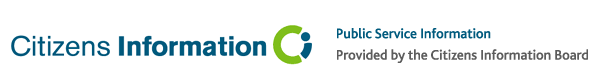 Citizens Information
Public Service Information
Provided by the Citizens Information Board